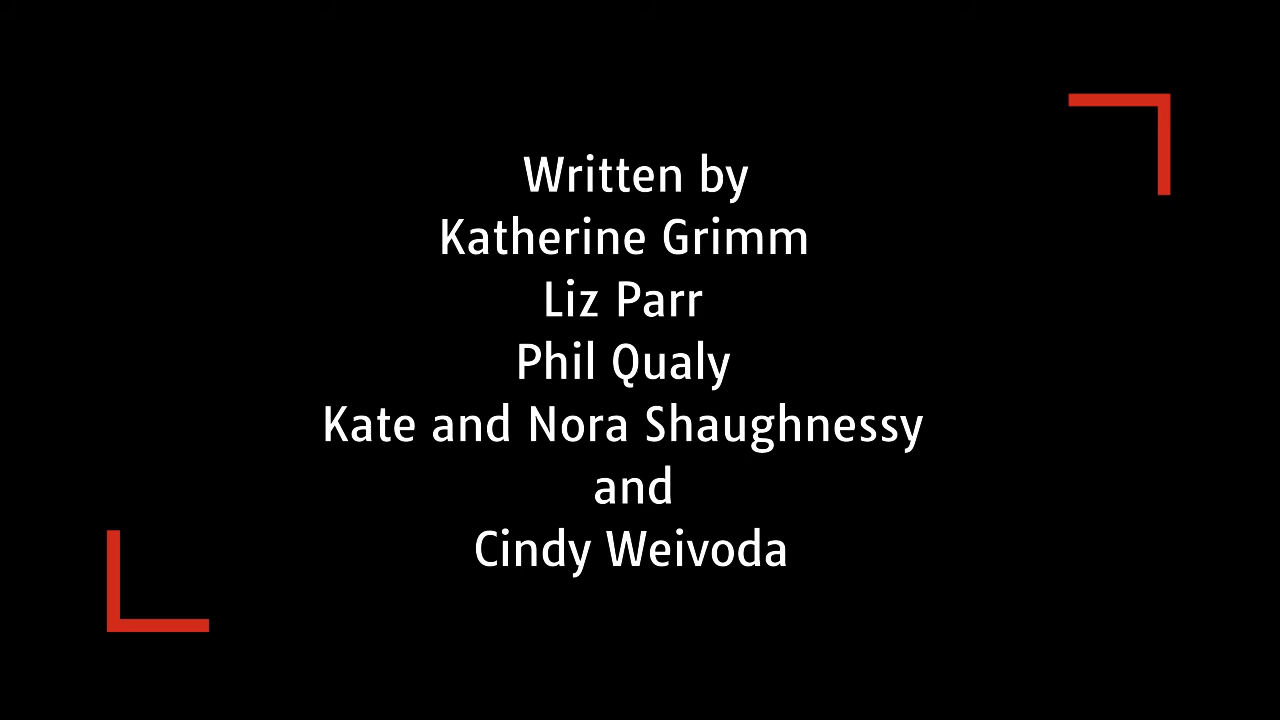 Written by
Katherine Grimm
Liz Parr
Phil Qualy
Kate and Nora Shaughnessy
and
Cindy Weivoda